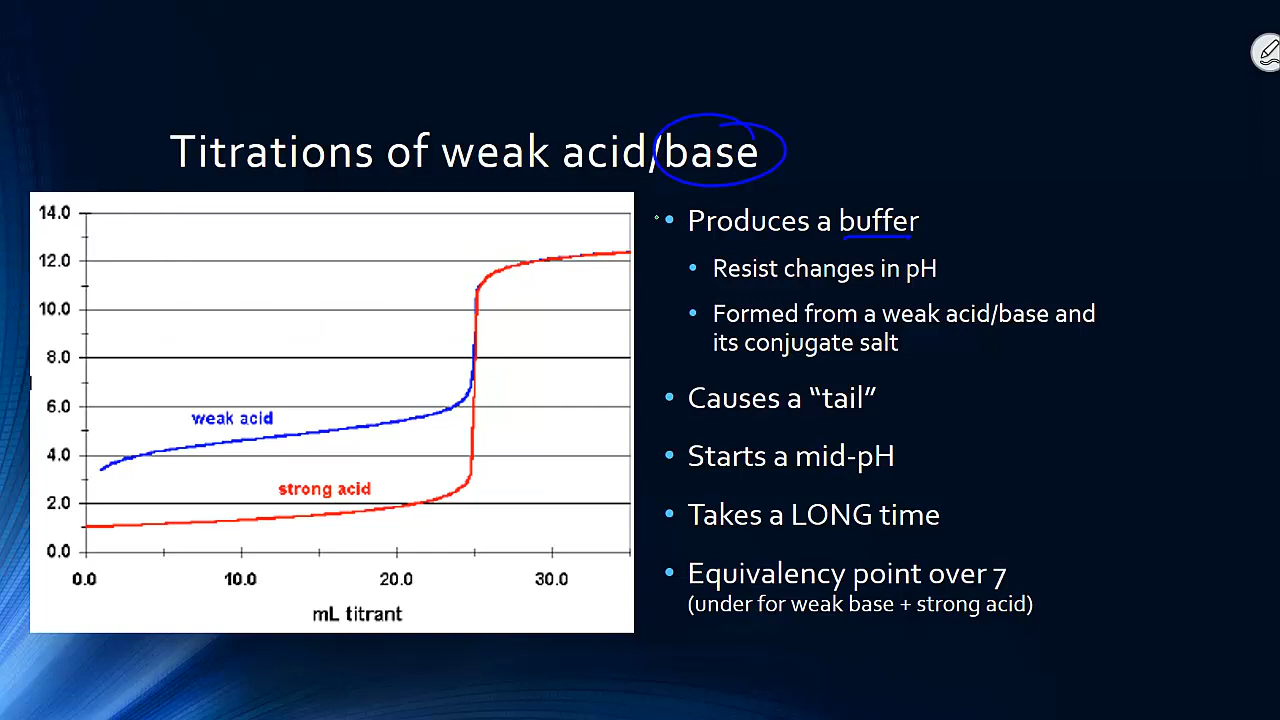 Titrations of weak acid/base
14.0
12.0
10.0
8.0
6.0
4.0
2.0
0.0
weak acid
strong acid
0.0 10.0 20.0 30.0
mL titrant
• Produces a buffer
• Resist changes in pH
• Formed from a weak acid/base and
its conjugate salt
• Causes a “tail”
• Starts a mid-pH
• Takes a LONG time
• Equivalency point over 7
(under for weak base + strong acid)